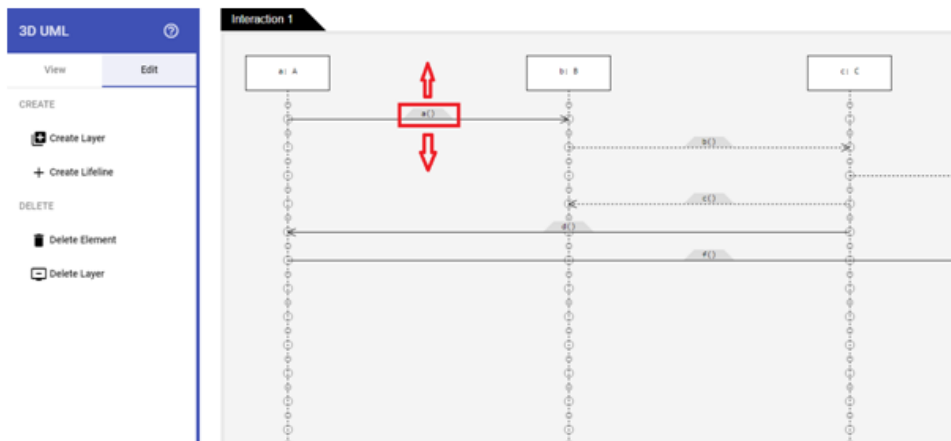 3D UML
View Edit
CREATE
Create Layer
Create Lifeline
DELETE
Delete Element
Delete Layer
Interaction 1
a: A
b: B
c: C
a()
b()
c()
d()
f()